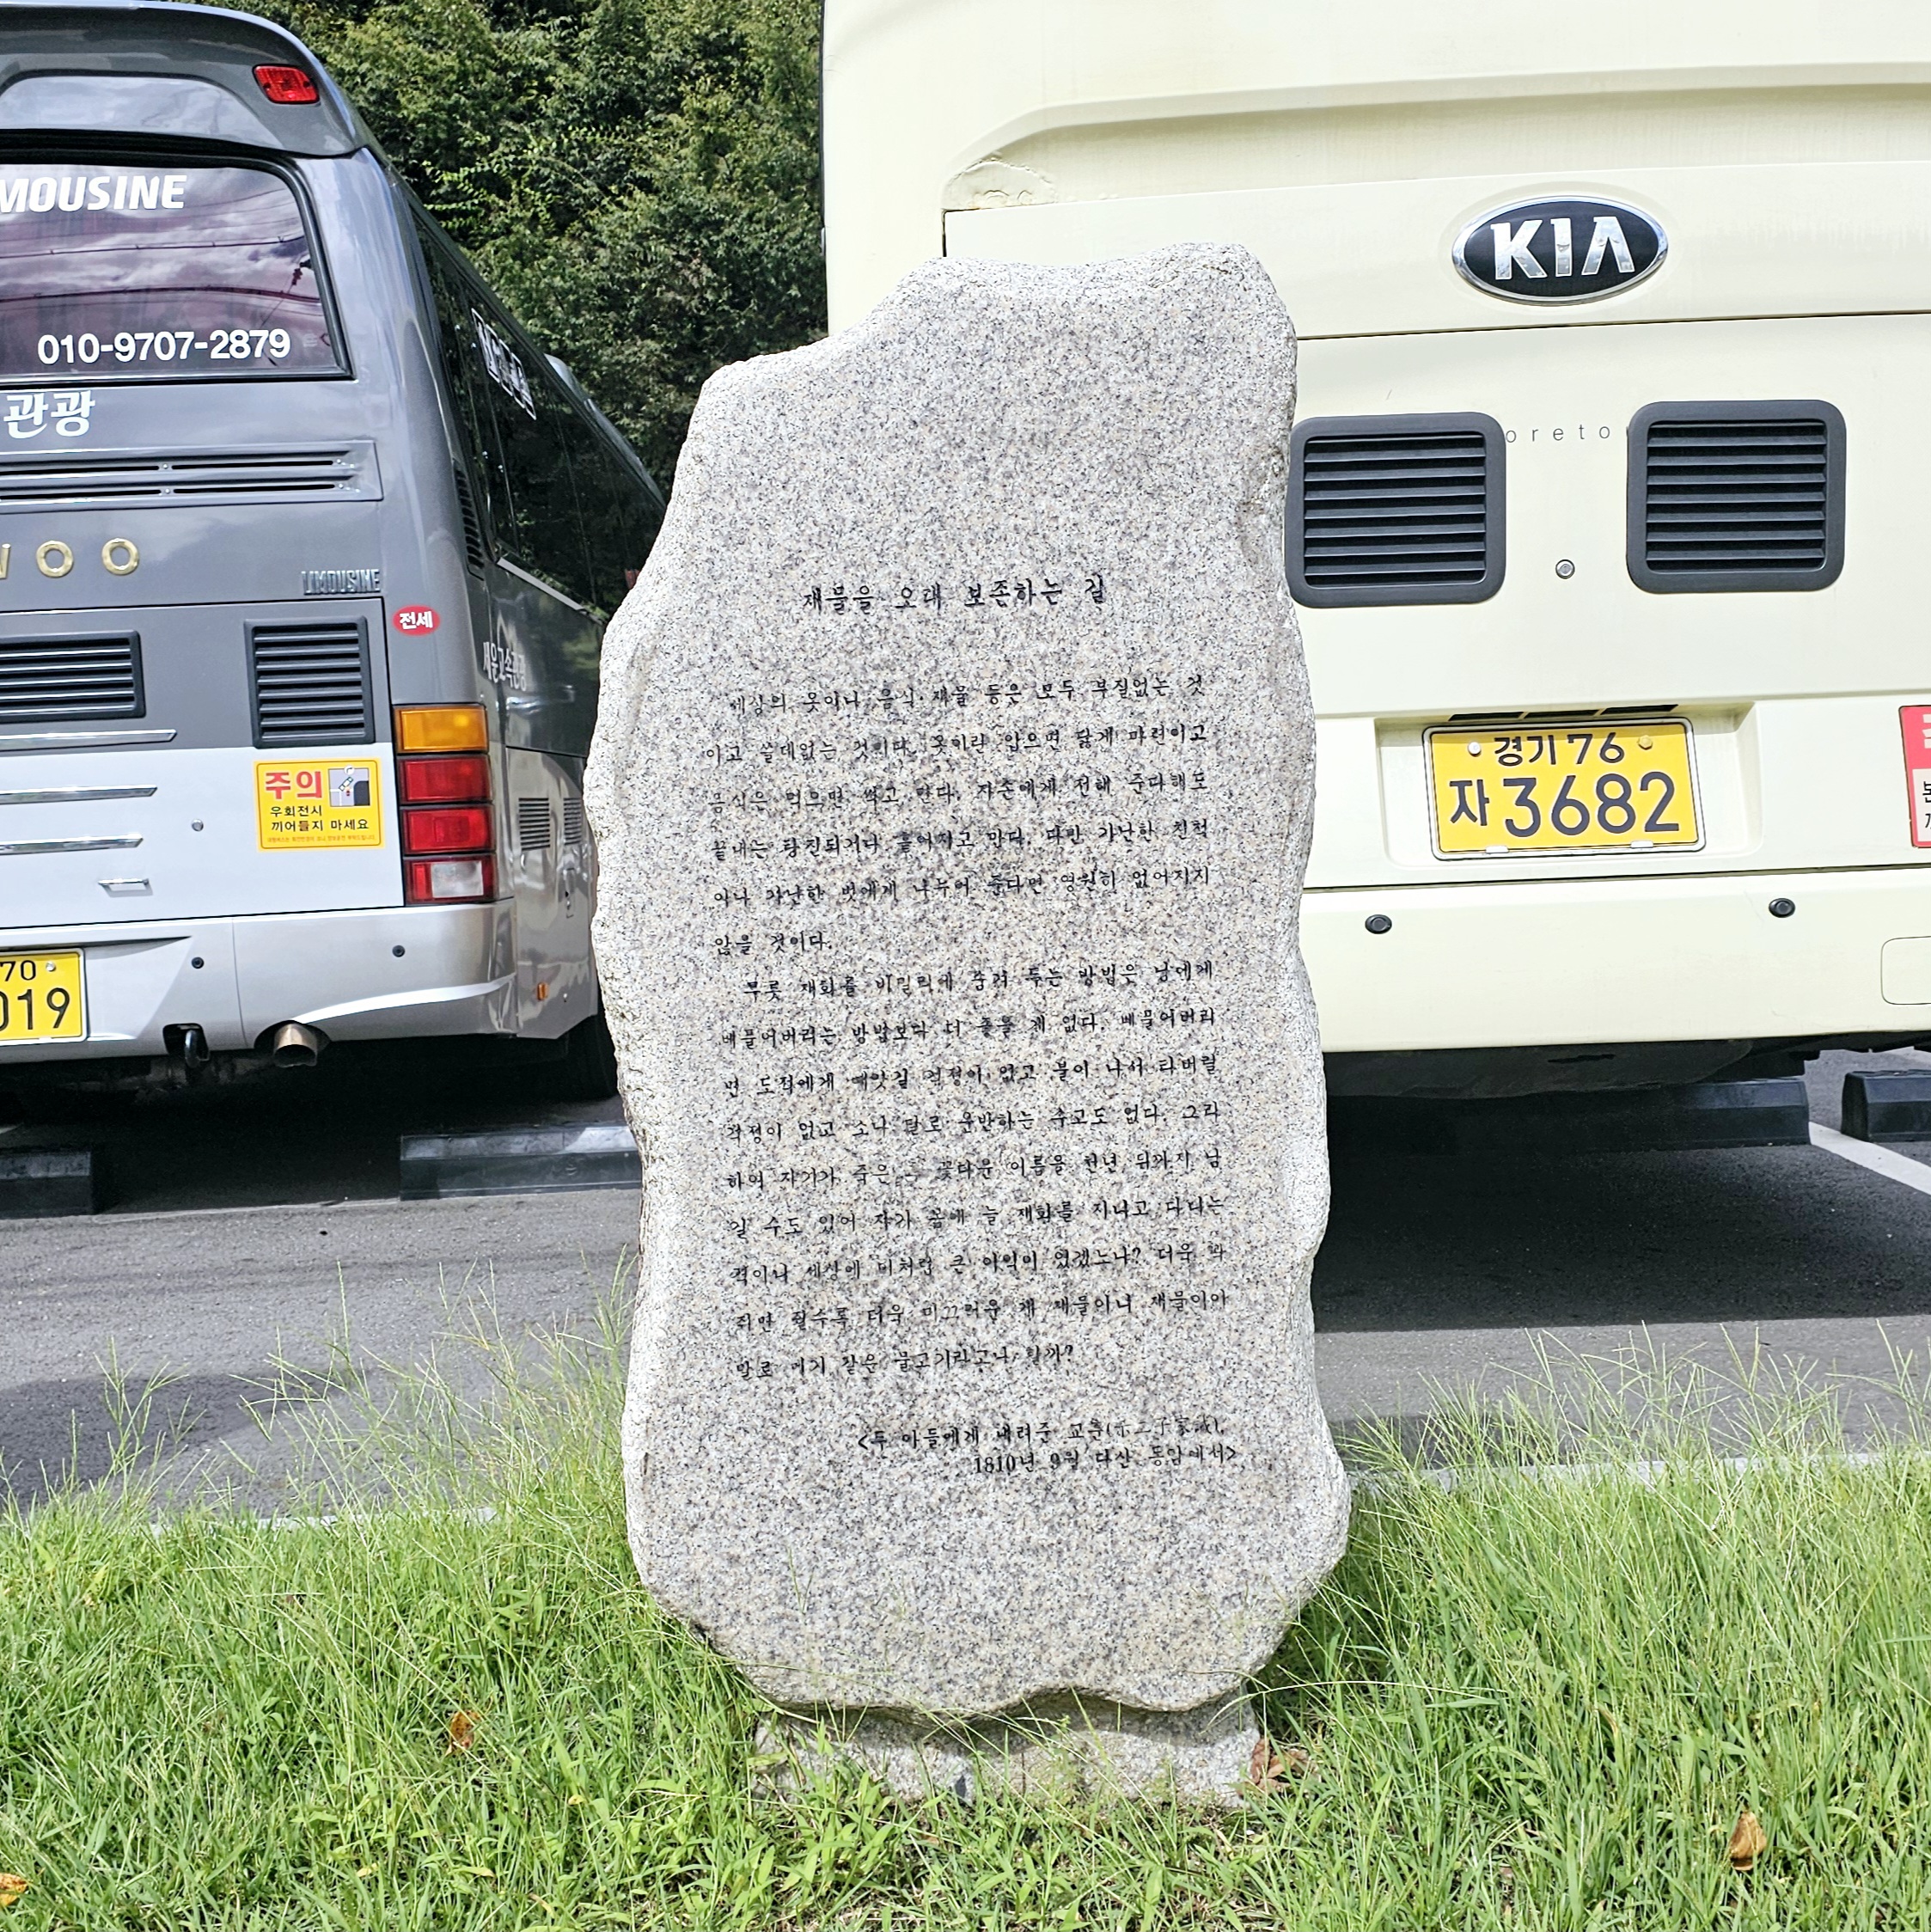 MOUSINE
010-9707-2879
관광
WOO
LIMOUSINE
전세
새울고속관광
주의
우회전시
끼어들지 마세요
70
019
KIA
oreto
경기 76
자 3682
재물을 오래 보존하는 길
세상의 옷이나 음식, 재물 등은 모두 부질없는 것
이고 쓸데없는 것이다. 옷이란 입으면 닳게 마련이고
음식은 먹으면 썩고 만다. 자손에게 전해 준다해도
끝내는 탕진되거나 흩어지고 만다. 다만 가난한 친척
이나 가난한 벗에게 나누어 준다면 영원히 없어지지
않을 것이다.
무릇 재화를 비밀리에 숨겨 두는 방법은 남에게
베풀어버리는 방법보다 더 좋을 게 없다. 베풀어버리
면 도적에게 빼앗길 걱정이 없고 불이 나서 타버릴
걱정이 없고 소나 말로 운반하는 수고도 없다. 그리
하여 자기가 죽은 꽃다운 이름을 천년 뒤까지 남
길 수도 있어 자기 몸에 늘 재화를 지니고 다니는
격이니 세상에 이처럼 큰 이익이 있겠느냐? 더욱 꽉
쥐면 쥘수록 더욱 미끄러운 게 재물이니 재물이야
말로 메기 같은 물고기라고나 할까?
<두 아들에게 내려준 교훈(示二子家戒),
1810년 9월 다산 동암에서>